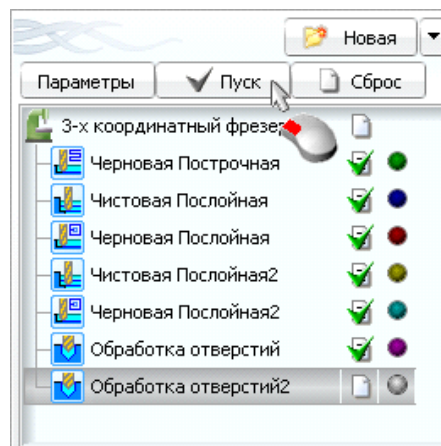 Новая
Параметры Пуск Сброс
3-х координатный
Черновая Построчная
Чистовая Послойная
Черновая Послойная
Чистовая Послойная2
Черновая Послойная2
Обработка отверстий
Обработка отверстий2